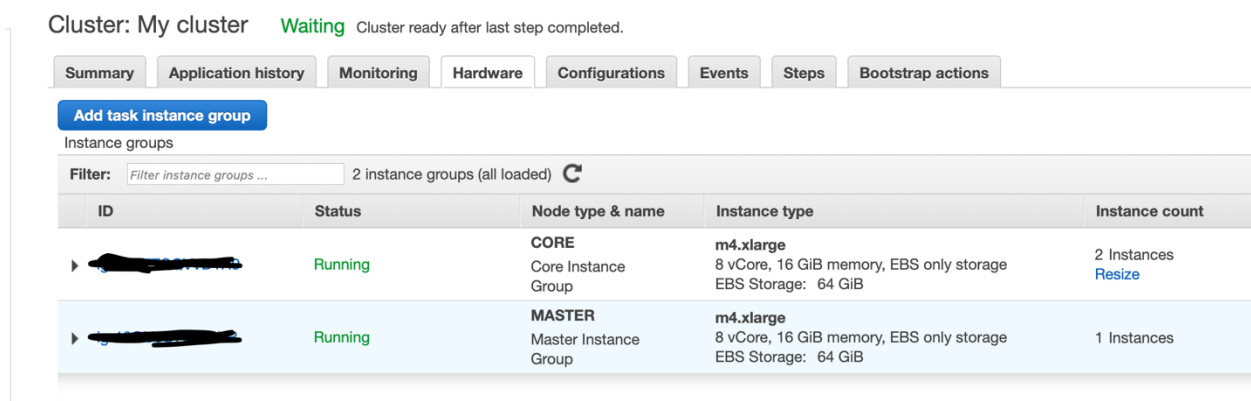 Cluster: My cluster Waiting Cluster ready after last step completed.
Summary Application history Monitoring Hardware Configurations Events Steps Bootstrap actions
Add task instance group
Instance groups
Filter: Filter instance groups ... 2 instance groups (all loaded)
ID Status Node type & name Instance type Instance count
CORE m4.xlarge
Running Core Instance 8 vCore, 16 GiB memory, EBS only storage 2 Instances
Group EBS Storage: 64 GiB Resize
MASTER m4.xlarge
Running Master Instance 8 vCore, 16 GiB memory, EBS only storage 1 Instances
Group EBS Storage: 64 GiB